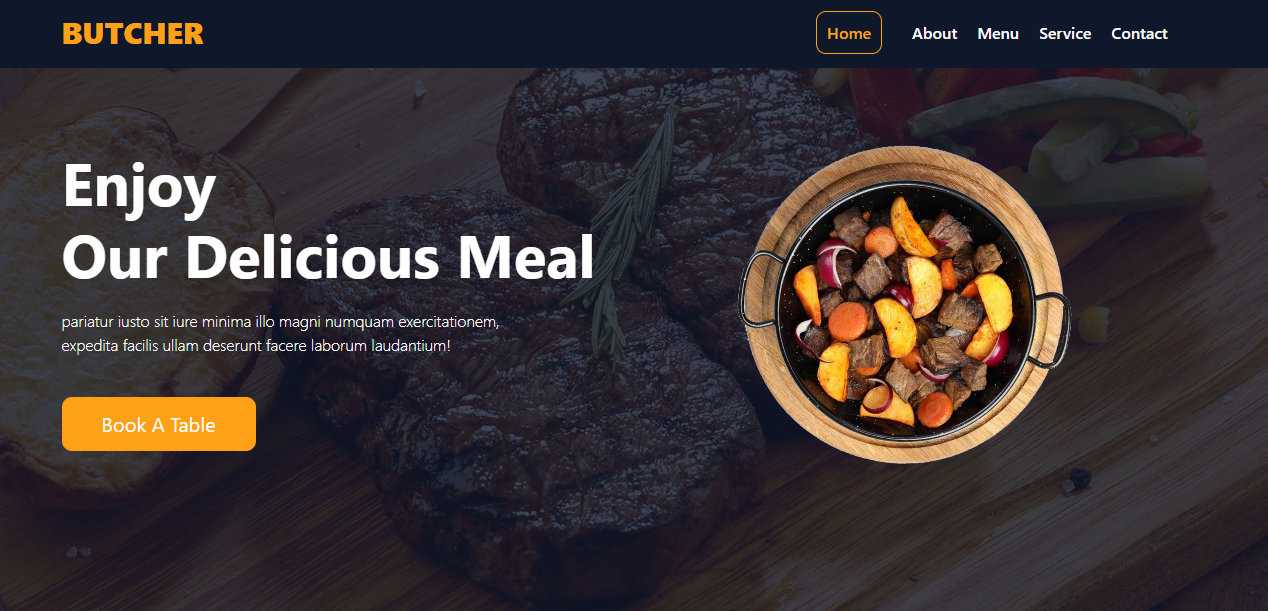 BUTCHER
Home About Menu Service Contact
Enjoy
Our Delicious Meal
pariatur iusto sit iure minima illo magni numquam exercitationem,
expedita facilis ullam deserunt facere laborum laudantium!
Book A Table